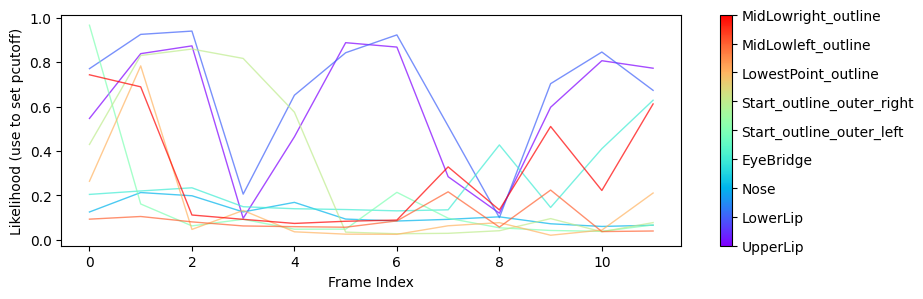 Likelihood (use to set pcutoff)
1.0
0.8
0.6
0.4
0.2
0.0
0
2
4
6
8
10
Frame Index
MidLowright_outline
MidLowleft_outline
LowestPoint_outline
Start_outline_outer_right
Start_outline_outer_left
EyeBridge
Nose
LowerLip
UpperLip